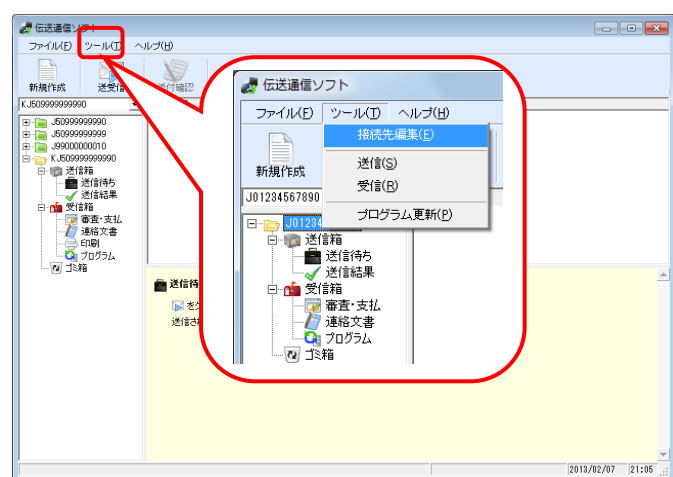 伝送通信ソフト
ファイル(F) ツール(T) ヘルプ(H)
新規作成 送受信 送付確認
KJ509999999990
J50999999990
J50999999999
J99000000010
KJ509999999990
送信箱
送信待ち
送信結果
受信箱
審査・支払
連絡文書
印刷
プログラム
ゴミ箱
送信待
をク
送信さ
2013/02/07 21:05
伝送通信ソフト
ファイル(F) ツール(T) ヘルプ(H)
接続先編集(E)
送信(S)
受信(R)
プログラム更新(P)
新規作成
J01234567890
J01234
送信箱
送信待ち
送信結果
受信箱
審査・支払
連絡文書
プログラム
ゴミ箱